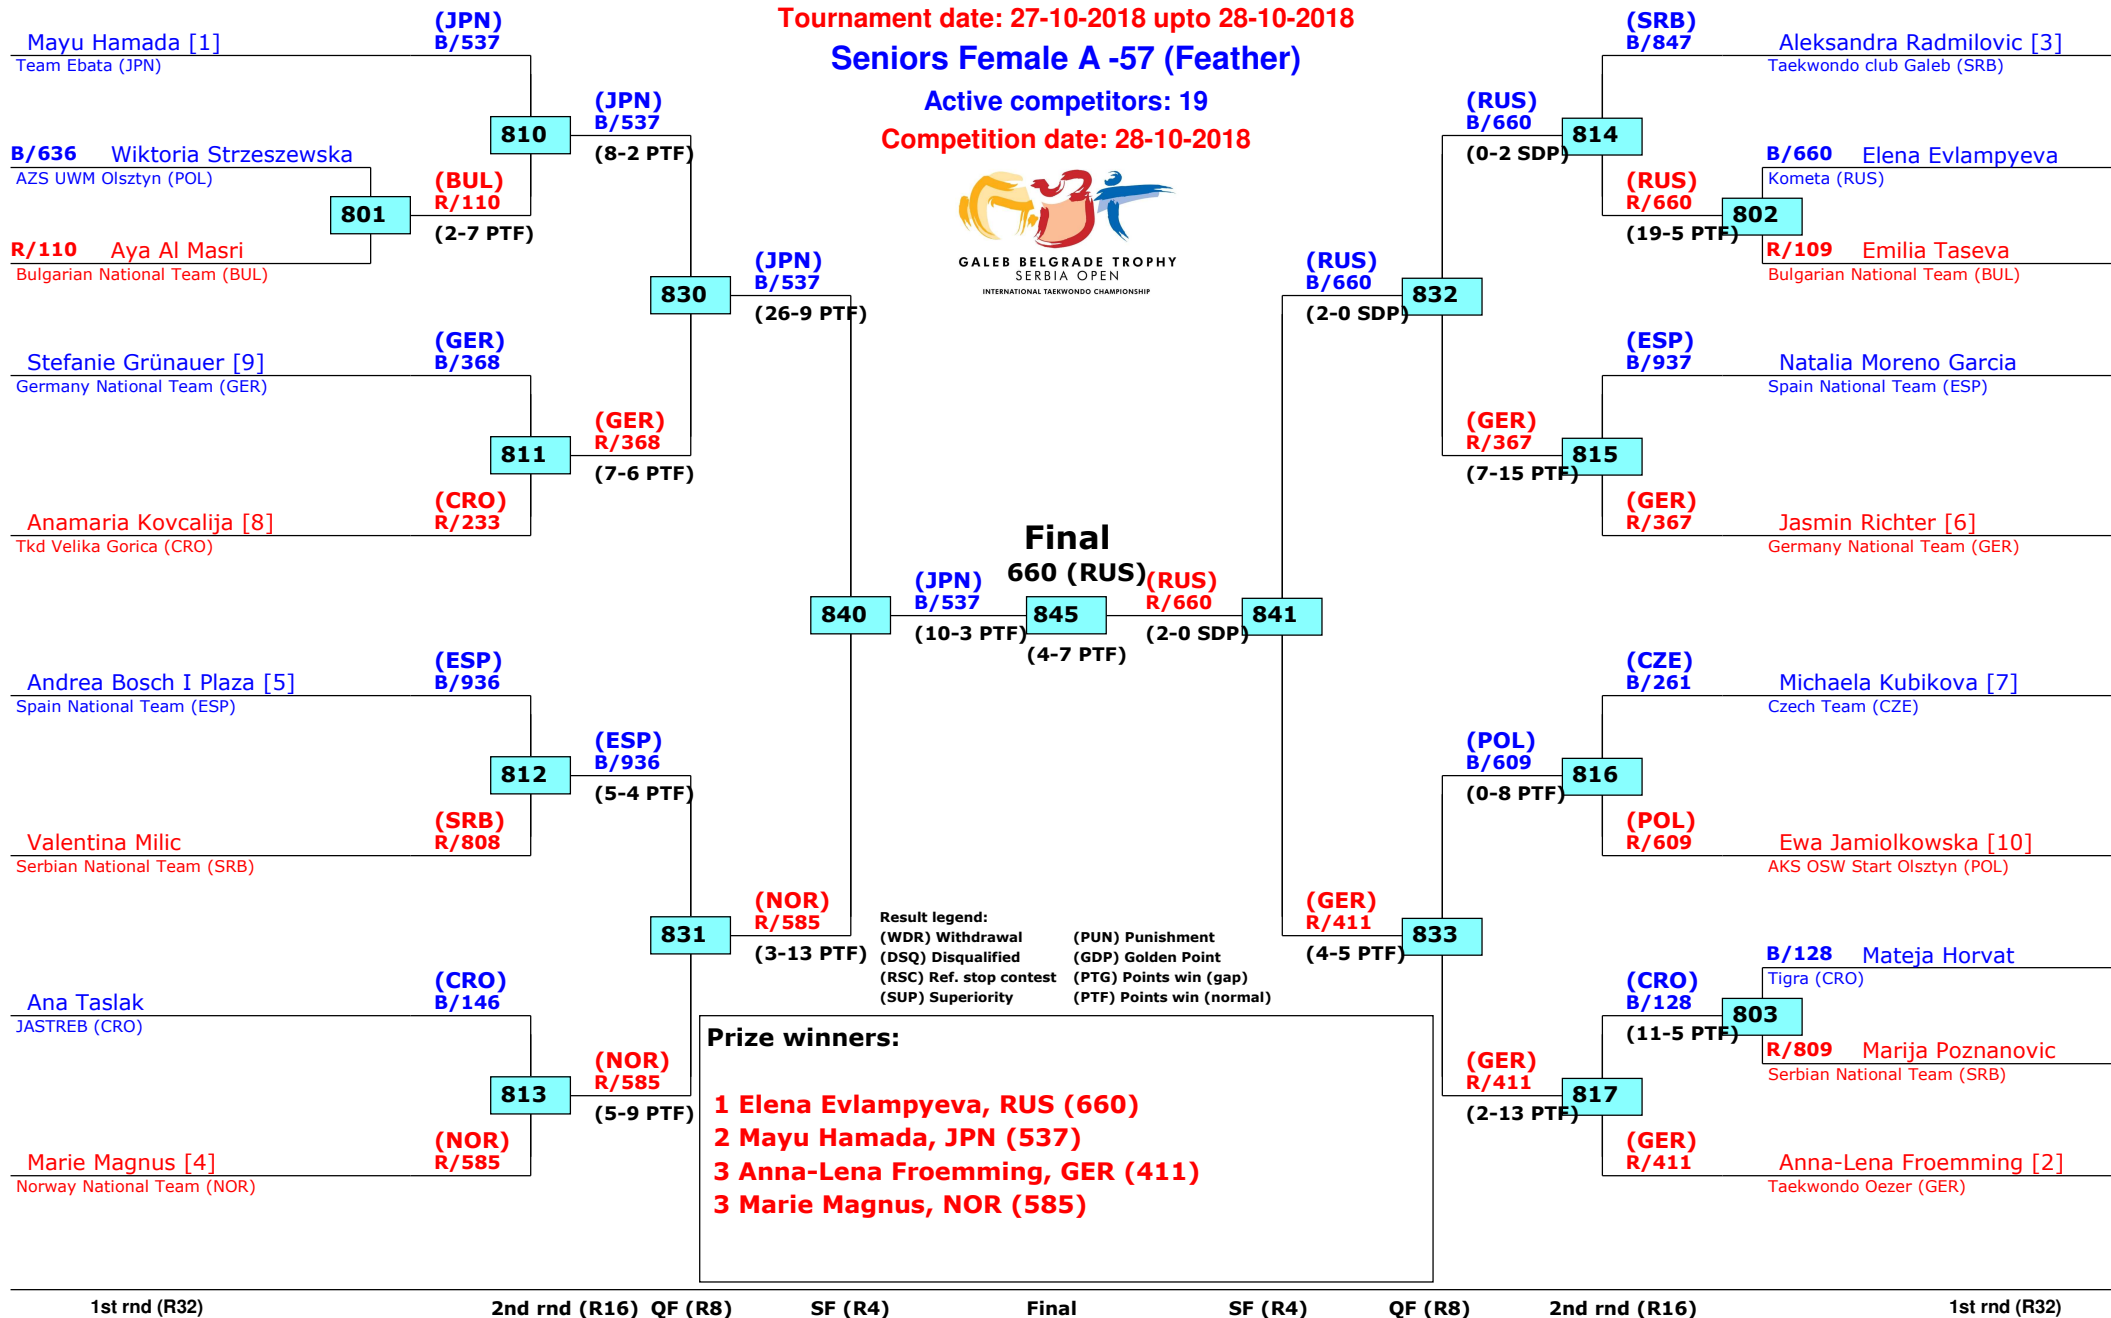 Tournament date: 27-10-2018 upto 28-10-2018
Seniors Female A -57 (Feather)
Active competitors: 19
Competition date: 28-10-2018
GALEB BELGRADE TROPHY
SERBIA OPEN
INTERNATIONAL TAEKWONDO CHAMPIONSHIP
Mayu Hamada [1]
Team Ebata (JPN)
(JPN)
B/537
B/636 Wiktoria Strzeszewska
AZS UWM Olsztyn (POL)
801
R/110 Aya Al Masri
Bulgarian National Team (BUL)
(BUL)
R/110
(2-7 PTF)
810
(JPN)
B/537
(8-2 PTF)
Stefanie Grünauer [9]
Germany National Team (GER)
(GER)
B/368
811
Anamaria Kovcalija [8]
Tkd Velika Gorica (CRO)
(CRO)
R/233
(GER)
R/368
(7-6 PTF)
830
(JPN)
B/537
(26-9 PTF)
Andrea Bosch I Plaza [5]
Spain National Team (ESP)
(ESP)
B/936
812
Valentina Milic
Serbian National Team (SRB)
(SRB)
R/808
(ESP)
B/936
(5-4 PTF)
Ana Taslak
JASTREB (CRO)
(CRO)
B/146
813
Marie Magnus [4]
Norway National Team (NOR)
(NOR)
R/585
(NOR)
R/585
(5-9 PTF)
831
(NOR)
R/585
(3-13 PTF)
840
(JPN)
B/537
(10-3 PTF)
Final
660 (RUS)
845
(4-7 PTF)
(RUS)
R/660
(2-0 SDP)
841
(RUS)
B/660
(2-0 SDP)
832
(RUS)
B/660
(0-2 SDP)
814
(SRB)
B/847
Aleksandra Radmilovic [3]
Taekwondo club Galeb (SRB)
(RUS)
R/660
(19-5 PTF)
802
B/660 Elena Evlampyeva
Kometa (RUS)
R/109 Emilia Taseva
Bulgarian National Team (BUL)
(GER)
R/367
(7-15 PTF)
815
(ESP)
B/937
Natalia Moreno Garcia
Spain National Team (ESP)
(GER)
R/367
Jasmin Richter [6]
Germany National Team (GER)
(GER)
R/411
(4-5 PTF)
833
(POL)
B/609
(0-8 PTF)
816
(CZE)
B/261
Michaela Kubikova [7]
Czech Team (CZE)
(POL)
R/609
Ewa Jamiolkowska [10]
AKS OSW Start Olsztyn (POL)
(GER)
R/411
(2-13 PTF)
817
(CRO)
B/128
(11-5 PTF)
803
B/128 Mateja Horvat
Tigra (CRO)
R/809 Marija Poznanovic
Serbian National Team (SRB)
(GER)
R/411
Anna-Lena Froemming [2]
Taekwondo Oezer (GER)
Result legend:
(WDR) Withdrawal (PUN) Punishment
(DSQ) Disqualified (GDP) Golden Point
(RSC) Ref. stop contest (PTG) Points win (gap)
(SUP) Superiority (PTF) Points win (normal)
Prize winners:
1 Elena Evlampyeva, RUS (660)
2 Mayu Hamada, JPN (537)
3 Anna-Lena Froemming, GER (411)
3 Marie Magnus, NOR (585)
1st rnd (R32) 2nd rnd (R16) QF (R8) SF (R4) Final SF (R4) QF (R8) 2nd rnd (R16) 1st rnd (R32)